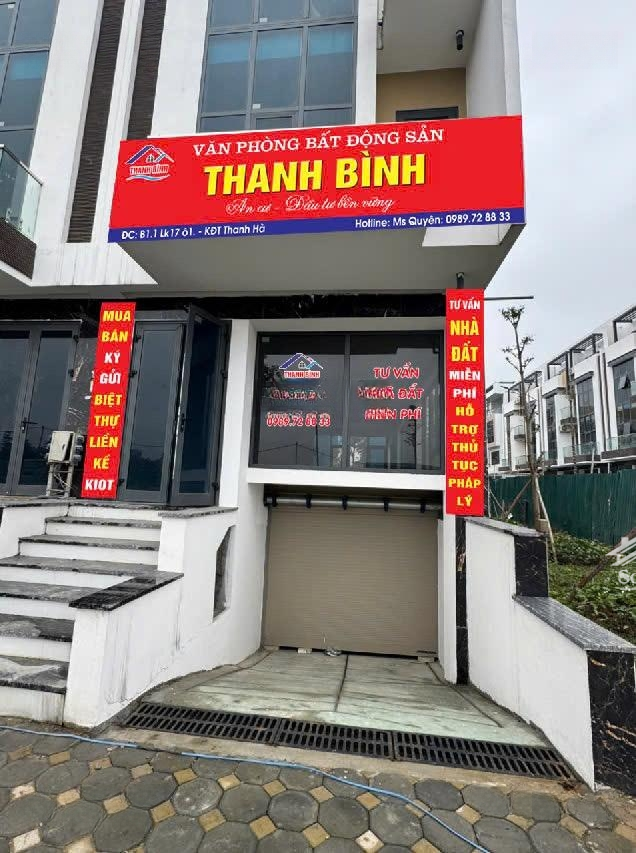 VĂN PHÒNG BẤT ĐỘNG SẢN
THANH BÌNH
THANH BÌNH
An cư - Đầu tư bền vững
ĐC: B1.1 Lk17 ô1. - KĐT Thanh Hà
Hotline: Ms Quyên: 0989.72 88 33
MUA
BÁN
KÝ
GỬI
BIỆT
THỰ
LIỀN
KỀ
KIOT
THANH BÌNH
0989.72 88 33
TƯ VẤN
ĐẤT
MIỄN PHÍ
TƯ VẤN
NHÀ
ĐẤT
MIỄN
PHÍ
HỖ
TRỢ
THỦ
TỤC
PHÁP
LÝ